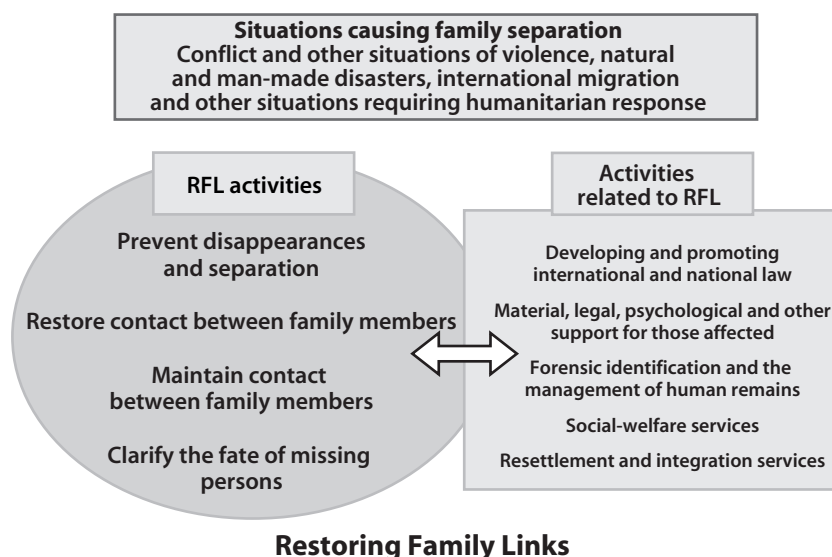 Situations causing family separation
Conflict and other situations of violence, natural
and man-made disasters, international migration
and other situations requiring humanitarian response
RFL activities
Prevent disappearances
and separation
Restore contact between family members
Maintain contact
between family members
Clarify the fate of missing
persons
Activities
related to RFL
Developing and promoting
international and national law
Material, legal, psychological and other
support for those affected
Forensic identification and the
management of human remains
Social-welfare services
Resettlement and integration services
Restoring Family Links